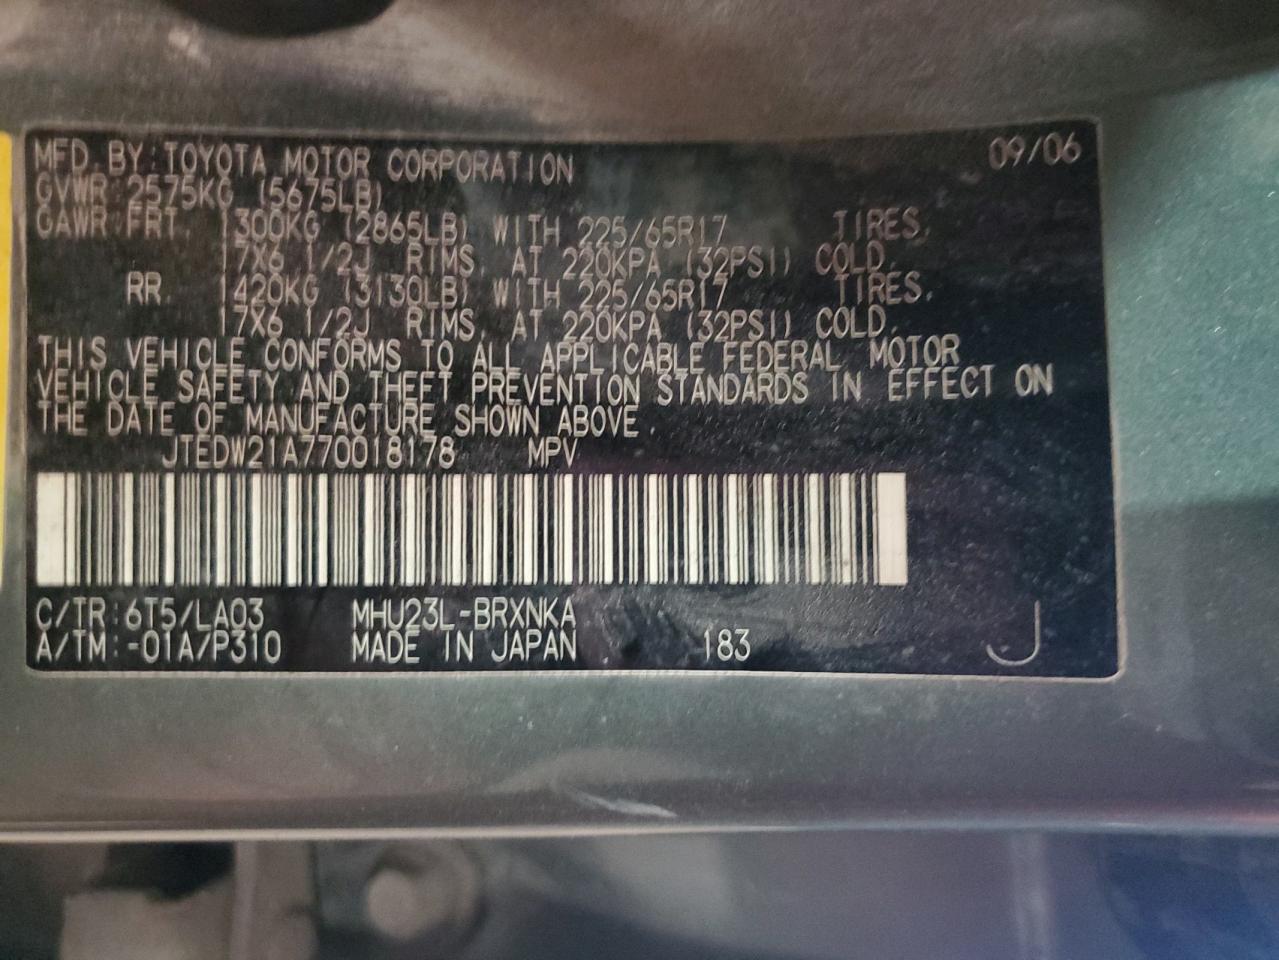 MFD. BY: TOYOTA MOTOR CORPORATION 09/06
GVWR 2575KG (5675LB)
GAWR FRT. 1300KG (2865LB) WITH 225/65R17 TIRES,
17X6 1/2J RIMS, AT 220KPA (32PSI) COLD.
RR. 1420KG (3130LB) WITH 225/65R17 TIRES,
17X6 1/2J RIMS, AT 220KPA (32PSI) COLD.
THIS VEHICLE CONFORMS TO ALL APPLICABLE FEDERAL MOTOR
VEHICLE SAFETY AND THEFT PREVENTION STANDARDS IN EFFECT ON
THE DATE OF MANUFACTURE SHOWN ABOVE.
JTEDW21A770018178 MPV
C/TR: 6T5/LA03 MHU23L-BRXNKA
A/TM: -01A/P310 MADE IN JAPAN 183 J